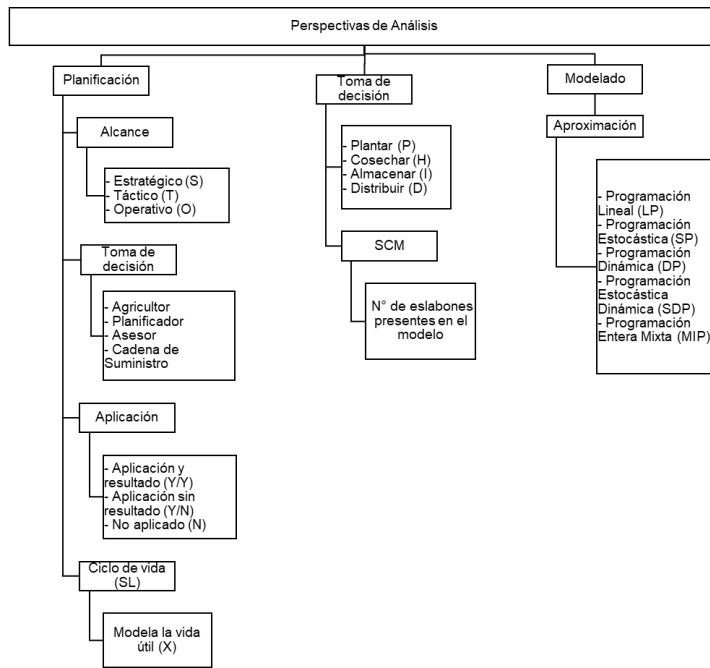 Perspectivas de Análisis
Planificación
Alcance
- Estratégico (S)
- Táctico (T)
- Operativo (O)
Toma de
decisión
- Agricultor
- Planificador
- Asesor
- Cadena de
Suministro
Aplicación
- Aplicación y
resultado (Y/Y)
- Aplicación sin
resultado (Y/N)
- No aplicado (N)
Ciclo de vida
(SL)
Modela la vida
útil (X)
Toma de
decisión
- Plantar (P)
- Cosechar (H)
- Almacenar (I)
- Distribuir (D)
SCM
N° de eslabones
presentes en el
modelo
Modelado
Aproximación
- Programación
Lineal (LP)
- Programación
Estocástica (SP)
- Programación
Dinámica (DP)
- Programación
Estocástica
Dinámica (SDP)
- Programación
Entera Mixta (MIP)